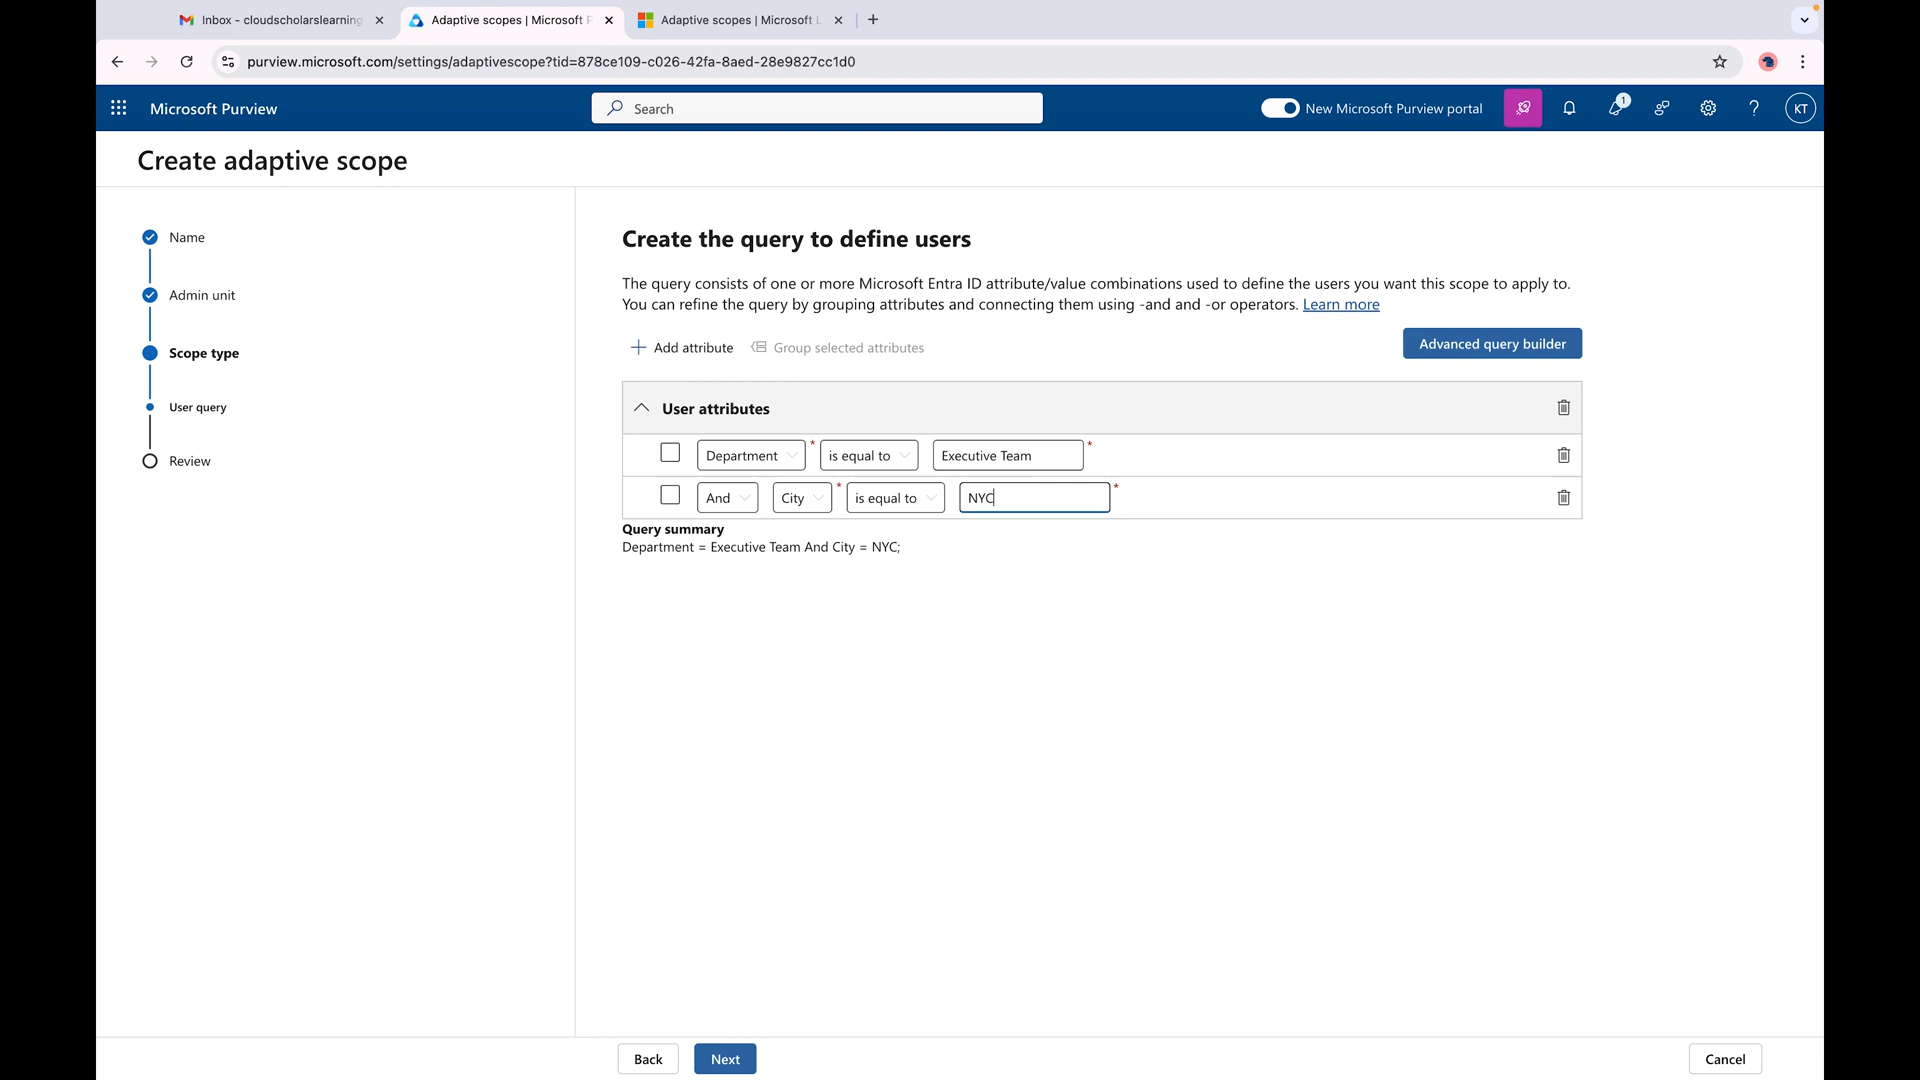 Inbox - cloudscholarslearning
Adaptive scopes | Microsoft P
Adaptive scopes | Microsoft L
purview.microsoft.com/settings/adaptivescope?tid=878ce109-c026-42fa-8aed-28e9827cc1d0
Microsoft Purview
Search
New Microsoft Purview portal
1
KT
Create adaptive scope
Name
Admin unit
Scope type
User query
Review
Create the query to define users
The query consists of one or more Microsoft Entra ID attribute/value combinations used to define the users you want this scope to apply to.
You can refine the query by grouping attributes and connecting them using -and and -or operators. Learn more
Add attribute
Group selected attributes
Advanced query builder
User attributes
Department * is equal to Executive Team *
And City * is equal to NYC *
Query summary
Department = Executive Team And City = NYC;
Back
Next
Cancel